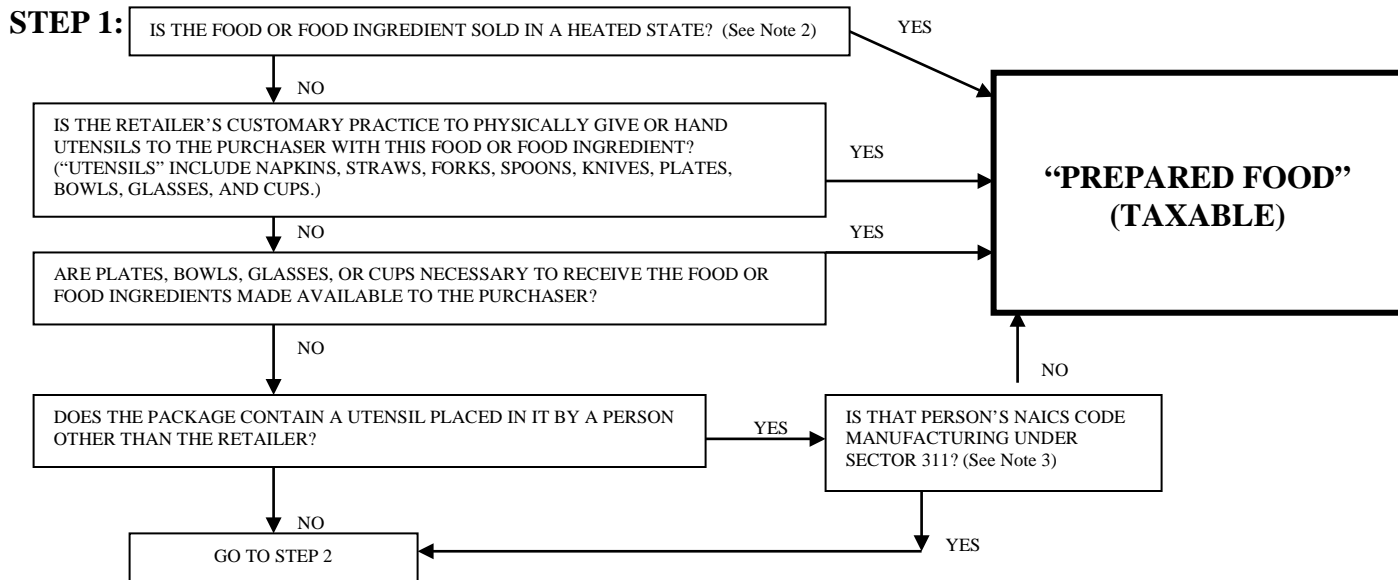 STEP 1:
IS THE FOOD OR FOOD INGREDIENT SOLD IN A HEATED STATE? (See Note 2)
YES
NO
IS THE RETAILER'S CUSTOMARY PRACTICE TO PHYSICALLY GIVE OR HAND
UTENSILS TO THE PURCHASER WITH THIS FOOD OR FOOD INGREDIENT?
(“UTENSILS” INCLUDE NAPKINS, STRAWS, FORKS, SPOONS, KNIVES, PLATES,
BOWLS, GLASSES, AND CUPS.)
YES
“PREPARED FOOD”
(TAXABLE)
NO
YES
ARE PLATES, BOWLS, GLASSES, OR CUPS NECESSARY TO RECEIVE THE FOOD OR
FOOD INGREDIENTS MADE AVAILABLE TO THE PURCHASER?
NO
NO
DOES THE PACKAGE CONTAIN A UTENSIL PLACED IN IT BY A PERSON
OTHER THAN THE RETAILER?
YES
IS THAT PERSON'S NAICS CODE
MANUFACTURING UNDER
SECTOR 311? (See Note 3)
NO
YES
GO TO STEP 2